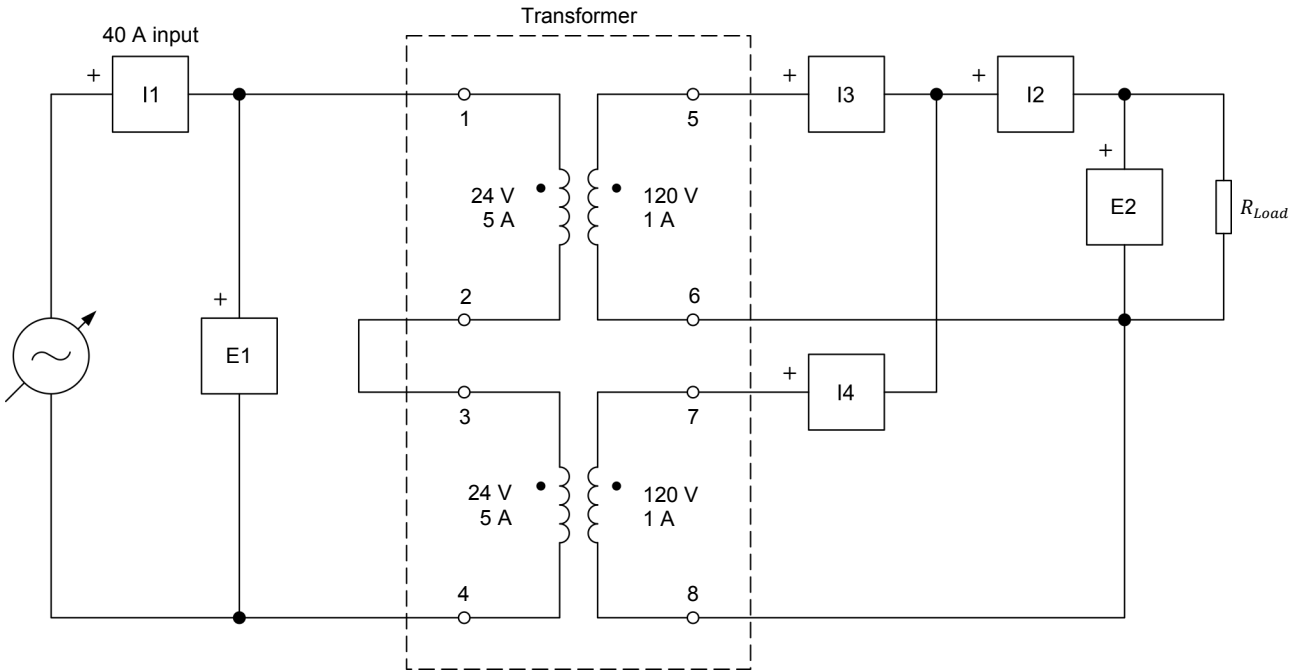 Transformer
40 A input
+
I1
+
I3
+
I2
1
5
24 V
5 A
120 V
1 A
+
E2
R_Load
2
6
+
E1
+
I4
3
7
24 V
5 A
120 V
1 A
4
8